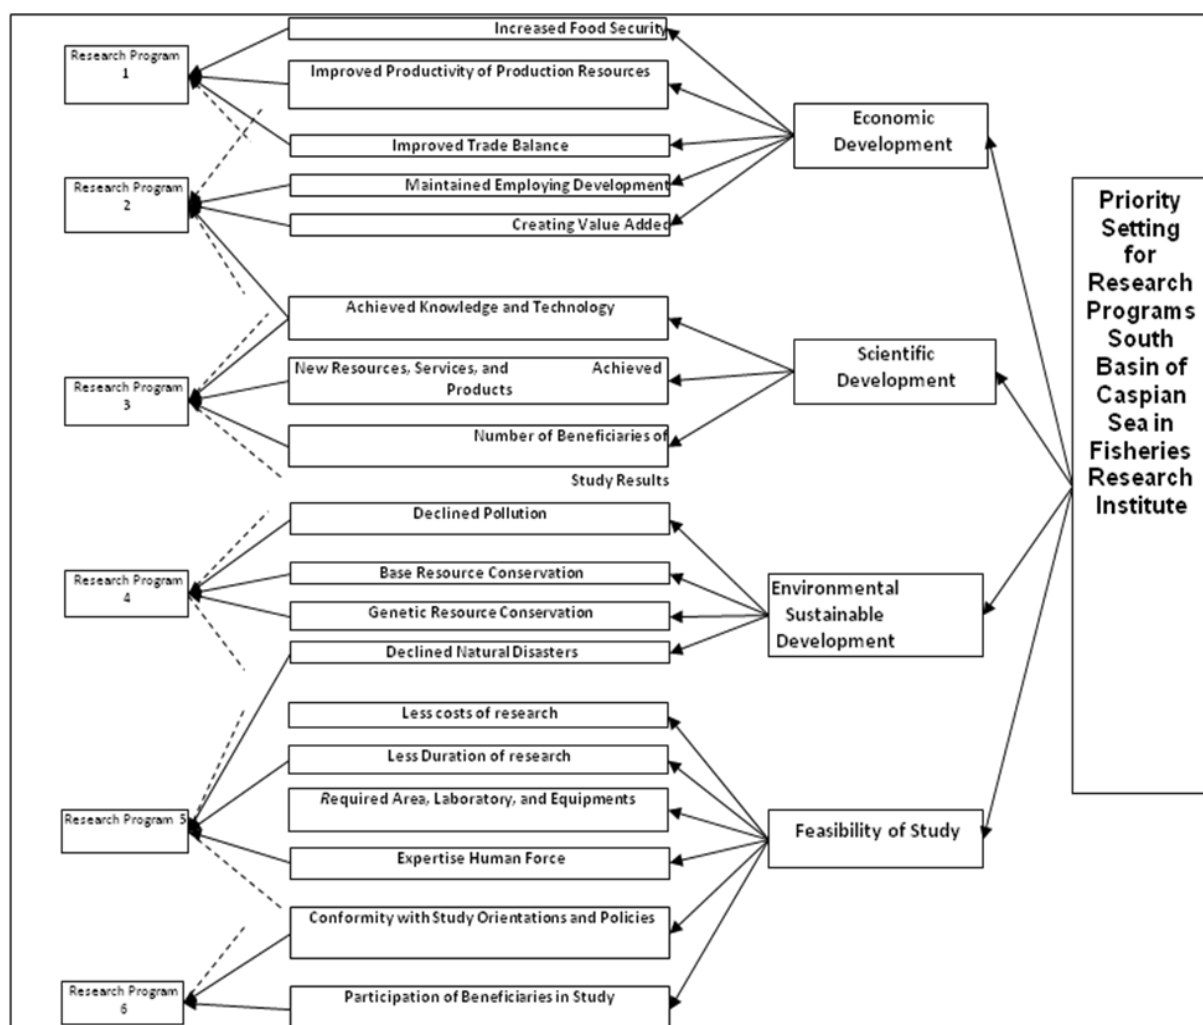 Research Program
1
Research Program
2
Research Program
3
Research Program
4
Research Program 5
Research Program
6
Increased Food Security
Improved Productivity of Production Resources
Improved Trade Balance
Maintained Employing Development
Creating Value Added
Achieved Knowledge and Technology
New Resources, Services, and Achieved
Products
Number of Beneficiaries of
Study Results
Declined Pollution
Base Resource Conservation
Genetic Resource Conservation
Declined Natural Disasters
Less costs of research
Less Duration of research
Required Area, Laboratory, and Equipments
Expertise Human Force
Conformity with Study Orientations and Policies
Participation of Beneficiaries in Study
Economic
Development
Scientific
Development
Environmental
Sustainable
Development
Feasibility of Study
Priority
Setting
for
Research
Programs
South
Basin of
Caspian
Sea in
Fisheries
Research
Institute